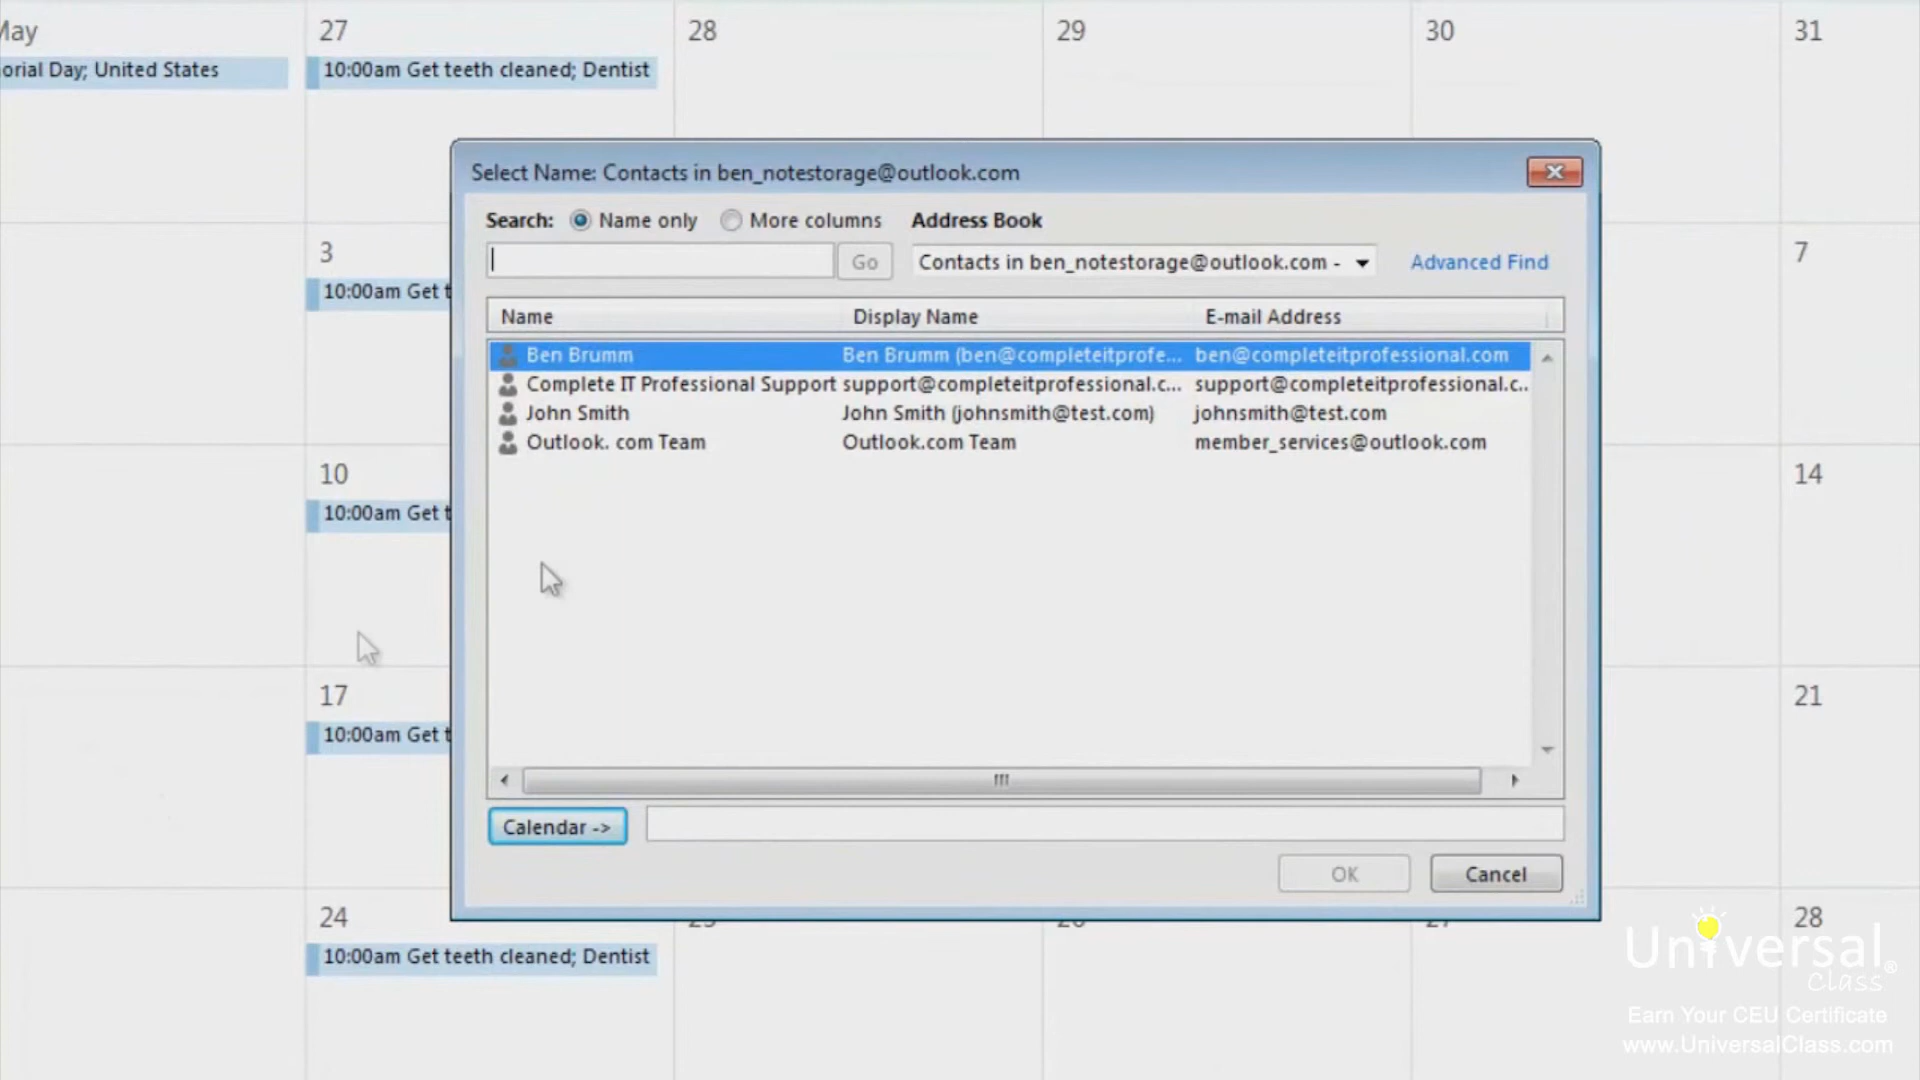 May 27 28 29 30 31
orial Day; United States 10:00am Get teeth cleaned; Dentist
Select Name: Contacts in ben_notestorage@outlook.com
Search: Name only More columns Address Book
Go Contacts in ben_notestorage@outlook.com - Advanced Find
Name Display Name E-mail Address
Ben Brumm Ben Brumm (ben@completeitprofe... ben@completeitprofessional.com
Complete IT Professional Support support@completeitprofessional.c... support@completeitprofessional.c..
John Smith John Smith (johnsmith@test.com) johnsmith@test.com
Outlook. com Team Outlook.com Team member_services@outlook.com
Calendar ->
OK Cancel
3 7
10:00am Get t
10 14
10:00am Get t
17 21
10:00am Get t
24 28
10:00am Get teeth cleaned; Dentist
Universal
Class®
Earn Your CEU Certificate
www.UniversalClass.com